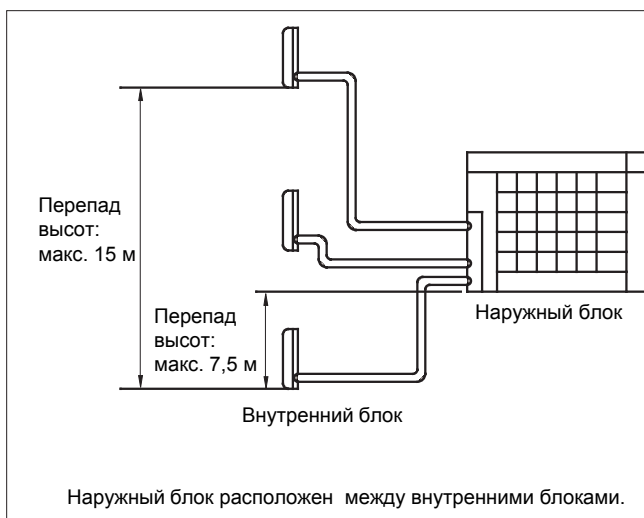 Перепад
высот:
макс. 15 м
Наружный блок
Перепад
высот:
макс. 7,5 м
Внутренний блок
Наружный блок расположен между внутренними блоками.